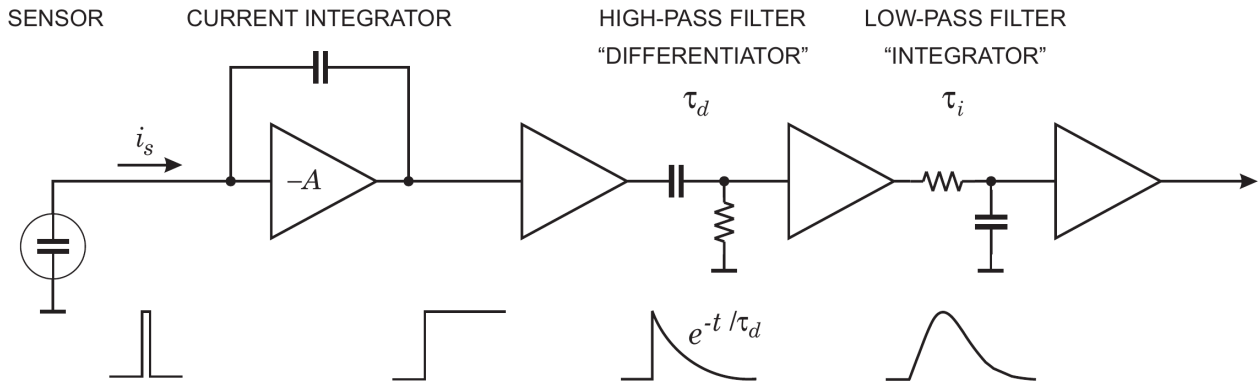 SENSOR CURRENT INTEGRATOR HIGH-PASS FILTER LOW-PASS FILTER
“DIFFERENTIATOR” “INTEGRATOR”
τd τi
is
–A
e-t /τd